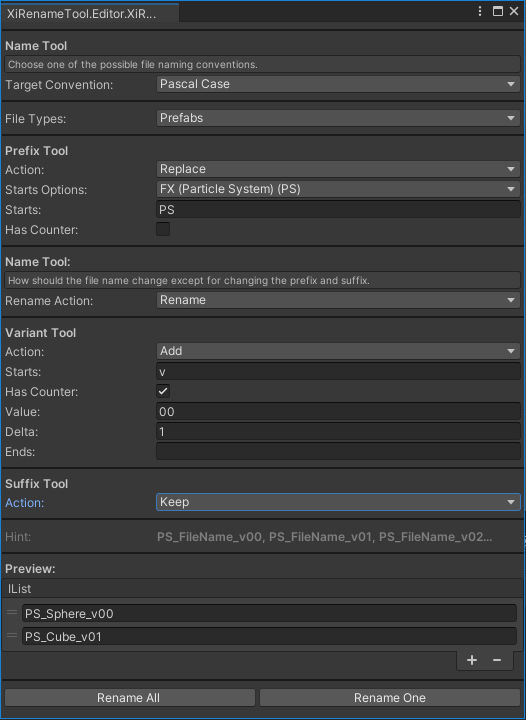 XiRenameTool.Editor.XiR...
Name Tool
Choose one of the possible file naming conventions.
Target Convention: Pascal Case
File Types: Prefabs
Prefix Tool
Action: Replace
Starts Options: FX (Particle System) (PS)
Starts: PS
Has Counter:
Name Tool:
How should the file name change except for changing the prefix and suffix.
Rename Action: Rename
Variant Tool
Action: Add
Starts: v
Has Counter:
Value: 00
Delta: 1
Ends:
Suffix Tool
Action: Keep
Hint: PS_FileName_v00, PS_FileName_v01, PS_FileName_v02...
Preview:
IList
PS_Sphere_v00
PS_Cube_v01
Rename All Rename One